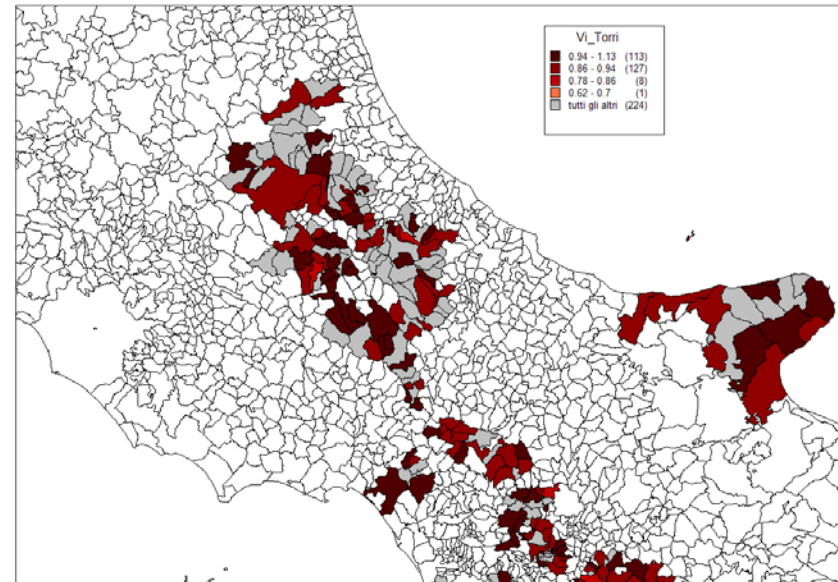 Vi_Torri
0.94 - 1.13 (113)
0.86 - 0.94 (127)
0.78 - 0.86 (8)
0.62 - 0.7 (1)
tutti gli altri (224)